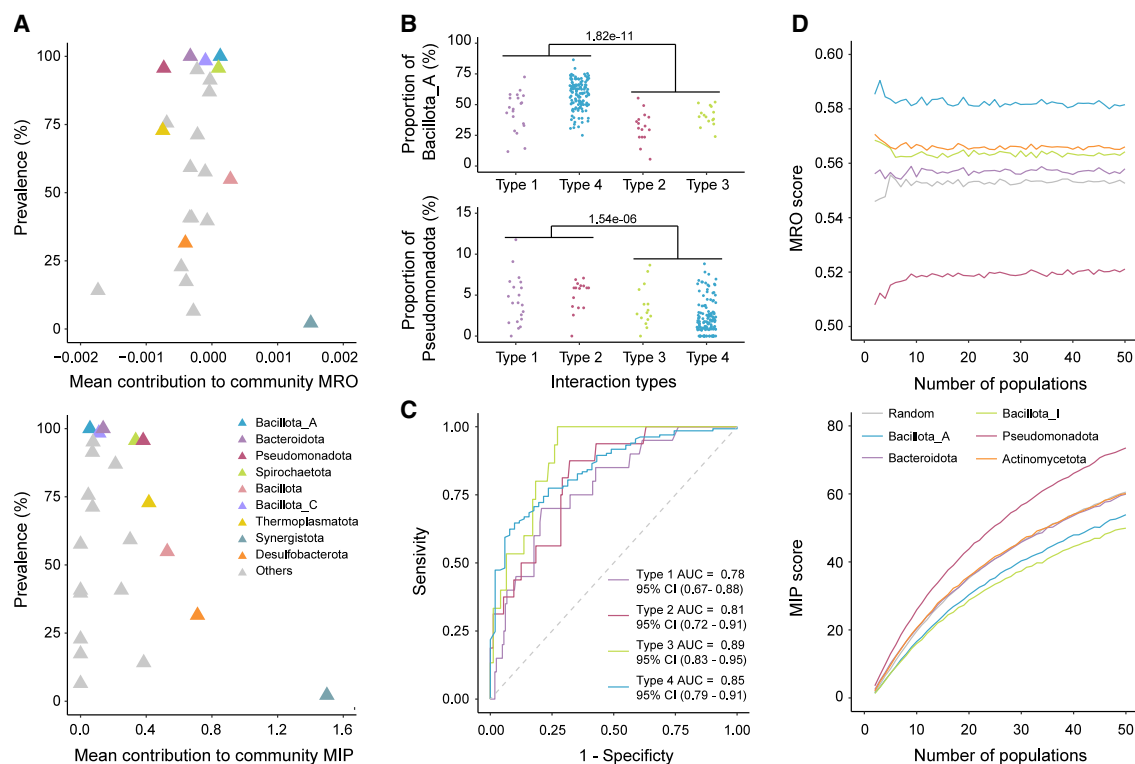 A
Prevalence (%)
100
75
50
25
0
−0.002
−0.001
0.000
0.001
0.002
Mean contribution to community MRO
Prevalence (%)
100
75
50
25
0
0.0
0.4
0.8
1.2
1.6
Mean contribution to community MIP
Bacillota_A
Bacteroidota
Pseudomonadota
Spirochaetota
Bacillota
Bacillota_C
Thermoplasmatota
Synergistota
Desulfobacterota
Others
B
Proportion of
Bacillota_A (%)
100
75
50
25
0
1.82e-11
Type 1
Type 4
Type 2
Type 3
Proportion of
Pseudomonadota (%)
15
10
5
0
1.54e-06
Type 1
Type 2
Type 3
Type 4
Interaction types
C
Sensivity
1.00
0.75
0.50
0.25
0.00
0.00
0.25
0.50
0.75
1.00
1 - Specificty
Type 1 AUC = 0.78
95% CI (0.67- 0.88)
Type 2 AUC = 0.81
95% CI (0.72 - 0.91)
Type 3 AUC = 0.89
95% CI (0.83 - 0.95)
Type 4 AUC = 0.85
95% CI (0.79 - 0.91)
D
MRO score
0.60
0.58
0.56
0.54
0.52
0.50
0
10
20
30
40
50
Number of populations
MIP score
80
60
40
20
0
Random
Bacillota_A
Bacteroidota
Bacillota_I
Pseudomonadota
Actinomycetota
0
10
20
30
40
50
Number of populations